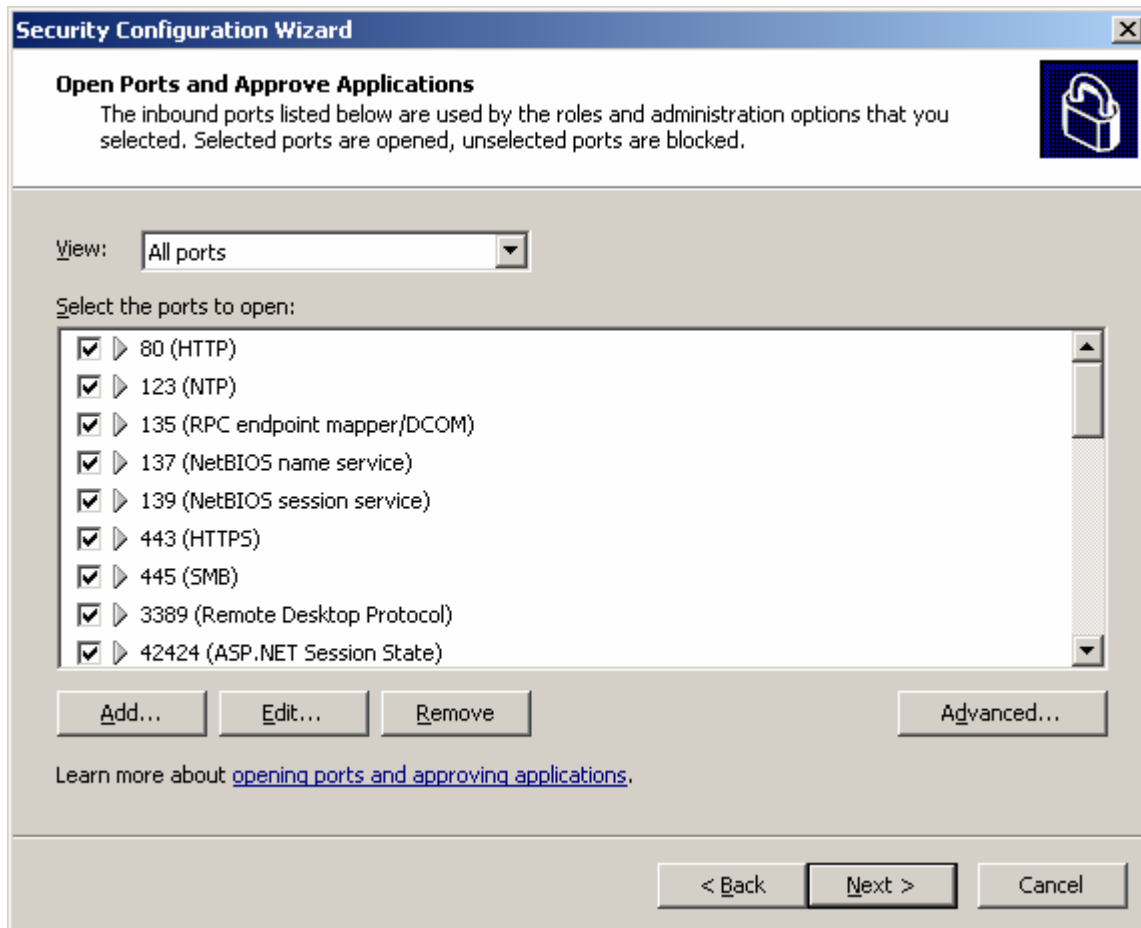 Security Configuration Wizard
Open Ports and Approve Applications
The inbound ports listed below are used by the roles and administration options that you
selected. Selected ports are opened, unselected ports are blocked.
View: All ports
Select the ports to open:
80 (HTTP)
123 (NTP)
135 (RPC endpoint mapper/DCOM)
137 (NetBIOS name service)
139 (NetBIOS session service)
443 (HTTPS)
445 (SMB)
3389 (Remote Desktop Protocol)
42424 (ASP.NET Session State)
Add... Edit... Remove Advanced...
Learn more about opening ports and approving applications.
< Back Next > Cancel